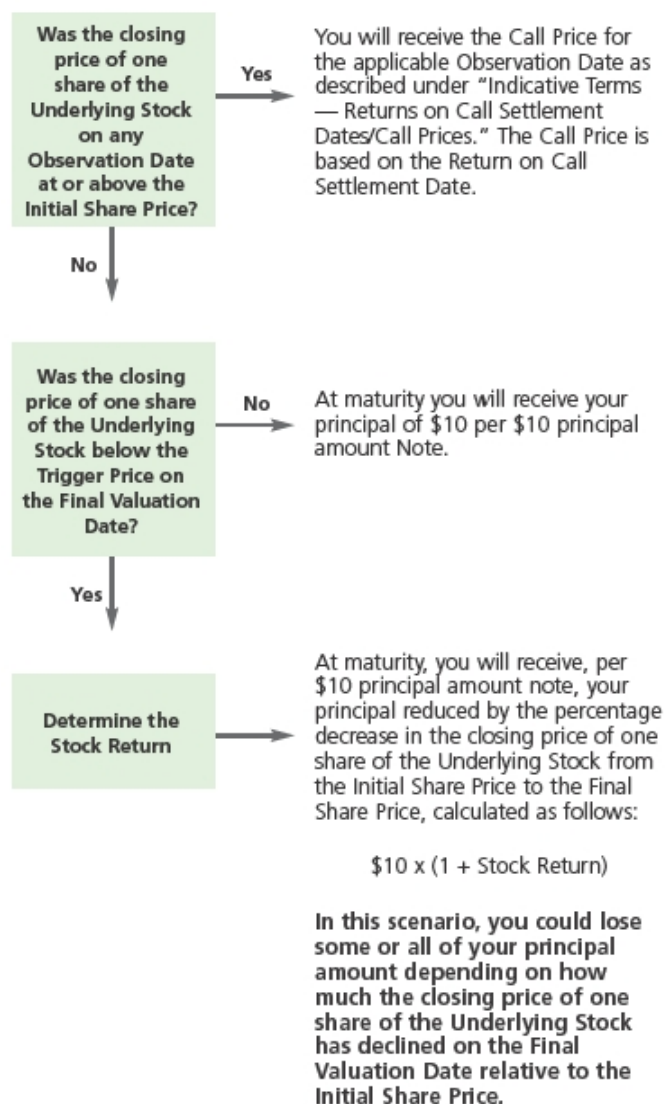 Was the closing
price of one
share of the
Underlying Stock
on any
Observation Date
at or above the
Initial Share Price?
Yes
You will receive the Call Price for
the applicable Observation Date as
described under “Indicative Terms
— Returns on Call Settlement
Dates/Call Prices.” The Call Price is
based on the Return on Call
Settlement Date.
No
Was the closing
price of one share
of the Underlying
Stock below the
Trigger Price on
the Final Valuation
Date?
No
At maturity you will receive your
principal of $10 per $10 principal
amount Note.
Yes
Determine the
Stock Return
At maturity, you will receive, per
$10 principal amount note, your
principal reduced by the percentage
decrease in the closing price of one
share of the Underlying Stock from
the Initial Share Price to the Final
Share Price, calculated as follows:
$10 x (1 + Stock Return)
In this scenario, you could lose
some or all of your principal
amount depending on how
much the closing price of one
share of the Underlying Stock
has declined on the Final
Valuation Date relative to the
Initial Share Price.